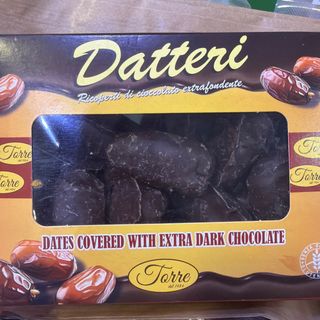 Datteri
Ricoperti di cioccolato extrafondente
Torre
Torre
Torre
Torre
DATES COVERED WITH EXTRA DARK CHOCOLATE
Torre